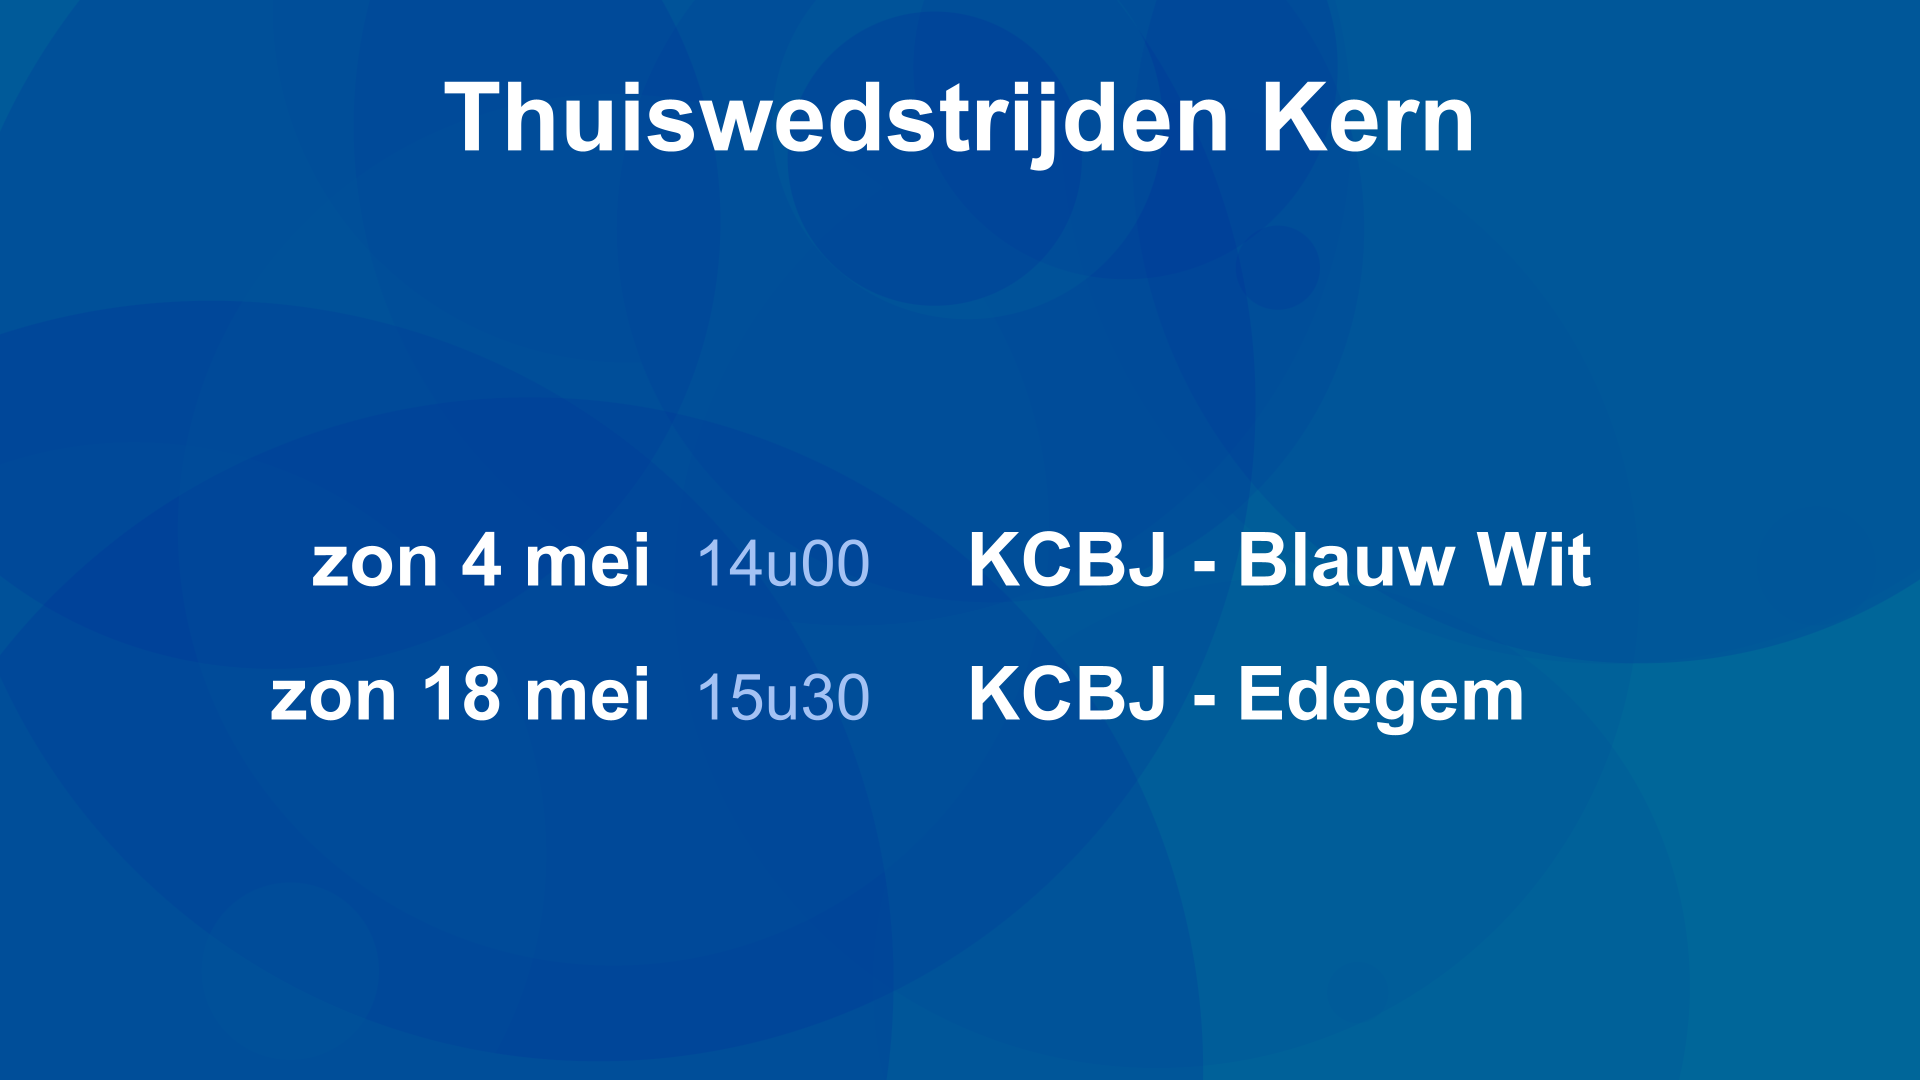 Thuiswedstrijden Kern
zon 4 mei 14u00 KCBJ - Blauw Wit
zon 18 mei 15u30 KCBJ - Edegem